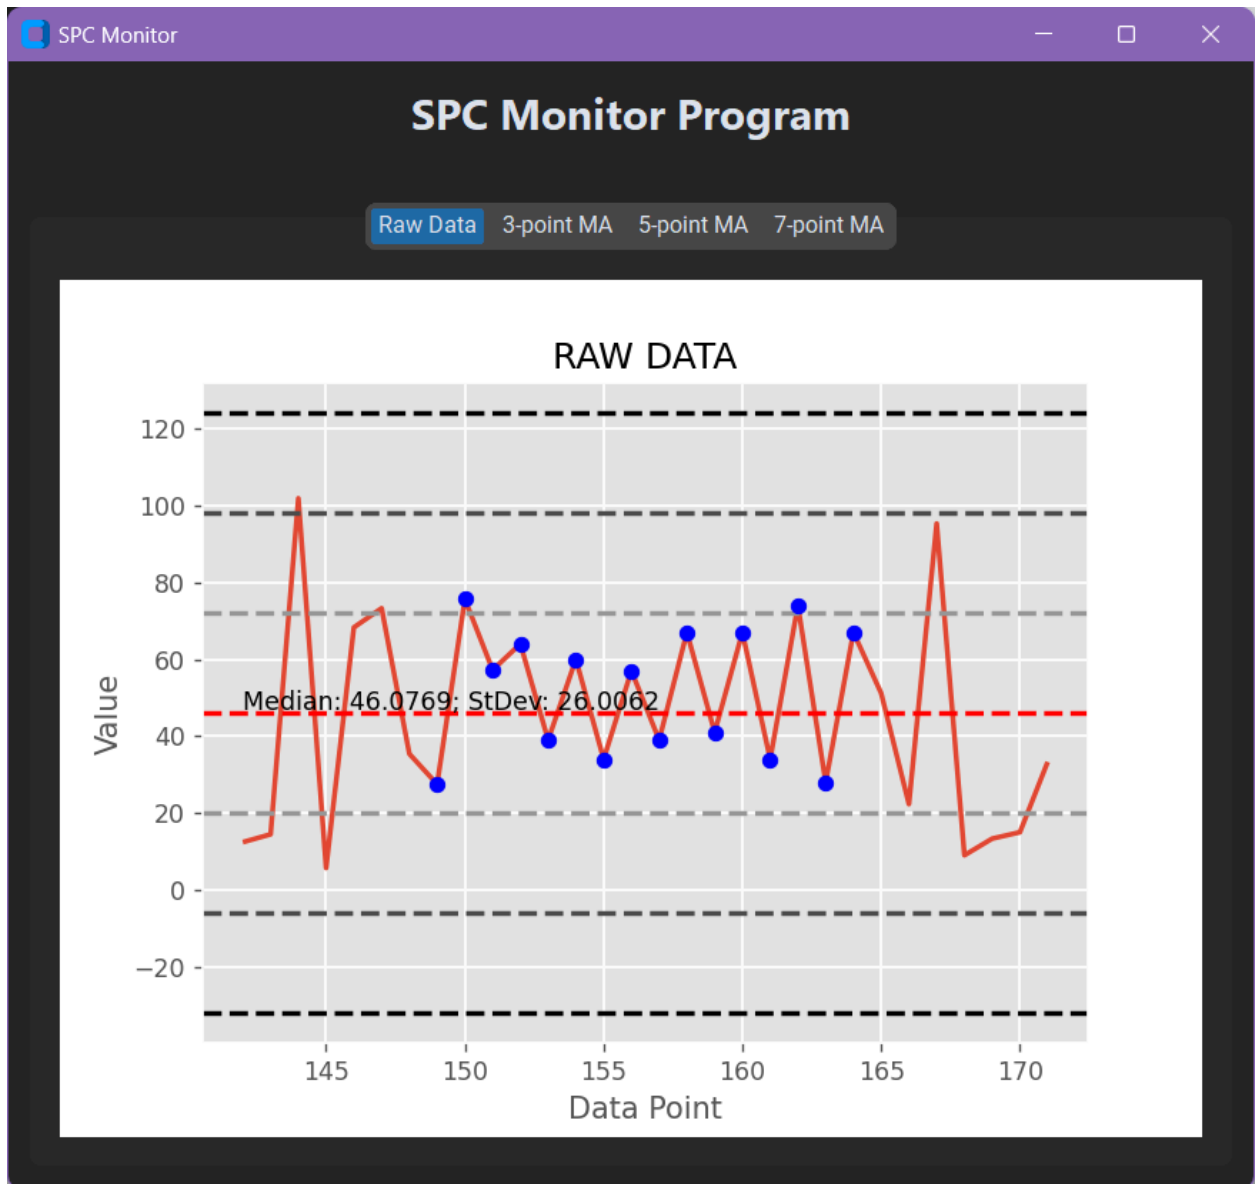 SPC Monitor
SPC Monitor Program
Raw Data 3-point MA 5-point MA 7-point MA
RAW DATA
120
100
80
60
Median: 46.0769; StDev: 26.0062
40
20
0
−20
Value
145 150 155 160 165 170
Data Point